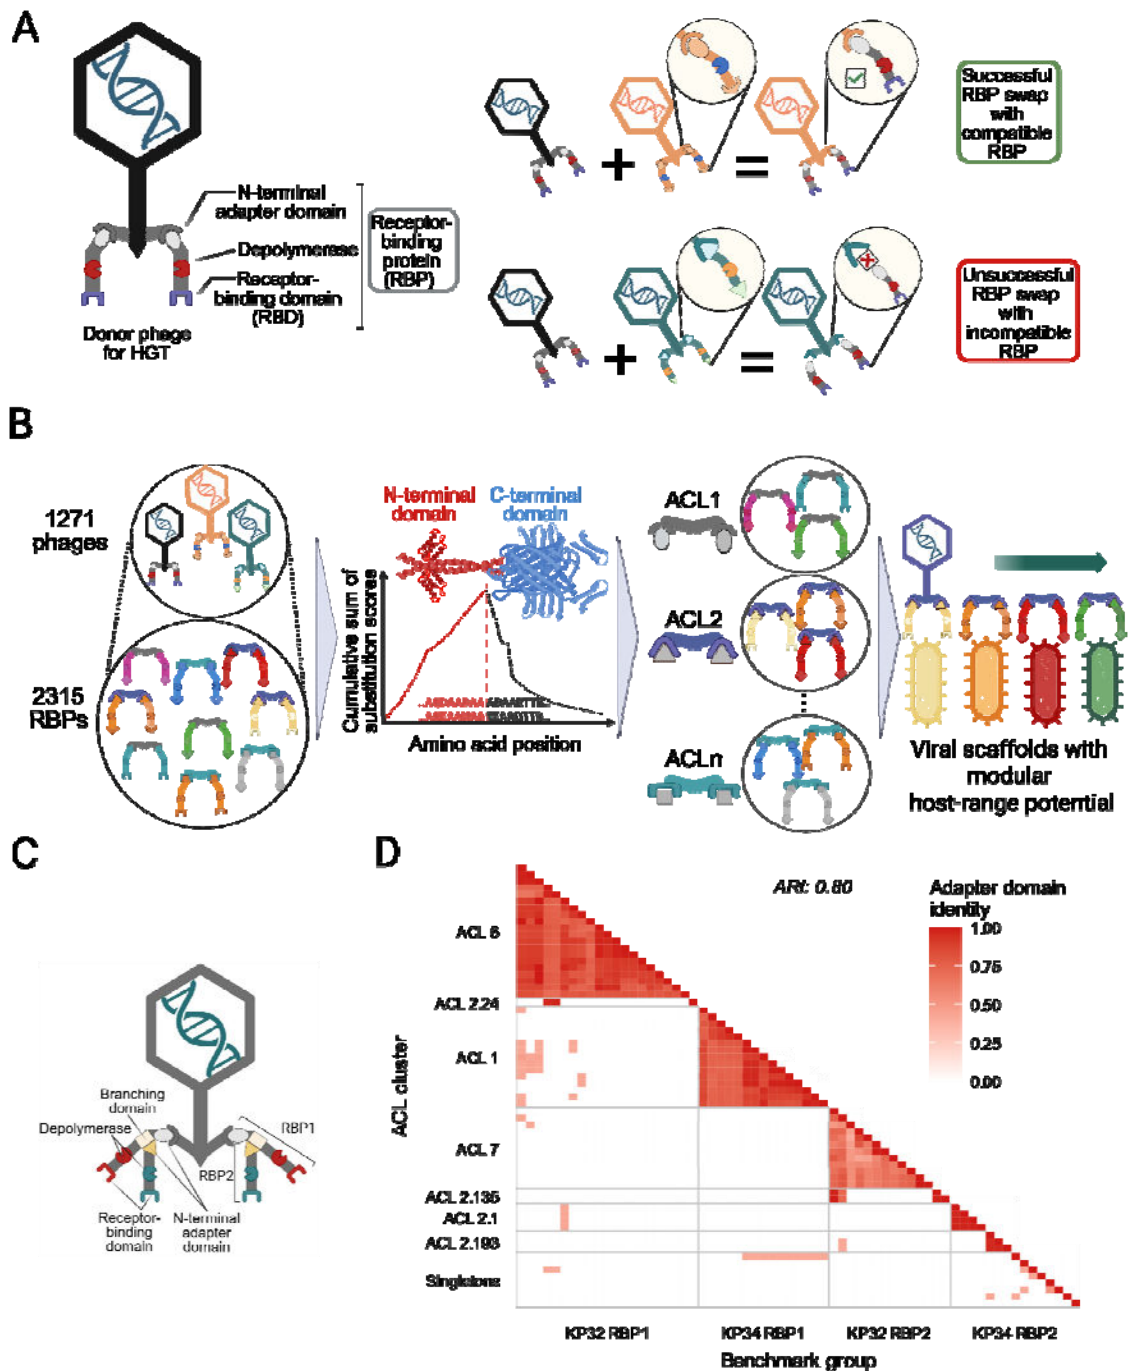 A
N-terminal
adapter domain
Depolymerase
Receptor-
binding domain
(RBD)
Receptor-
binding
protein
(RBP)
Donor phage
for HGT
Successful
RBP swap
with
compatible
RBP
Unsuccessful
RBP swap
with
incompatible
RBP
+
=
+
=
B
1271
phages
2315
RBPs
N-terminal
domain
C-terminal
domain
Cumulative sum of
substitution scores
Amino acid position
ACL1
ACL2
ACLn
Viral scaffolds with
modular
host-range potential
C
Branching
domain
Depolymerase
RBP1
RBP2
Receptor-
binding
domain
N-terminal
adapter
domain
D
ARI: 0.80
Adapter domain
identity
1.00
0.75
0.50
0.25
0.00
ACL cluster
ACL 6
ACL 2.24
ACL 1
ACL 7
ACL 2.135
ACL 2.1
ACL 2.193
Singletons
KP32 RBP1
KP34 RBP1
KP32 RBP2
KP34 RBP2
Benchmark group